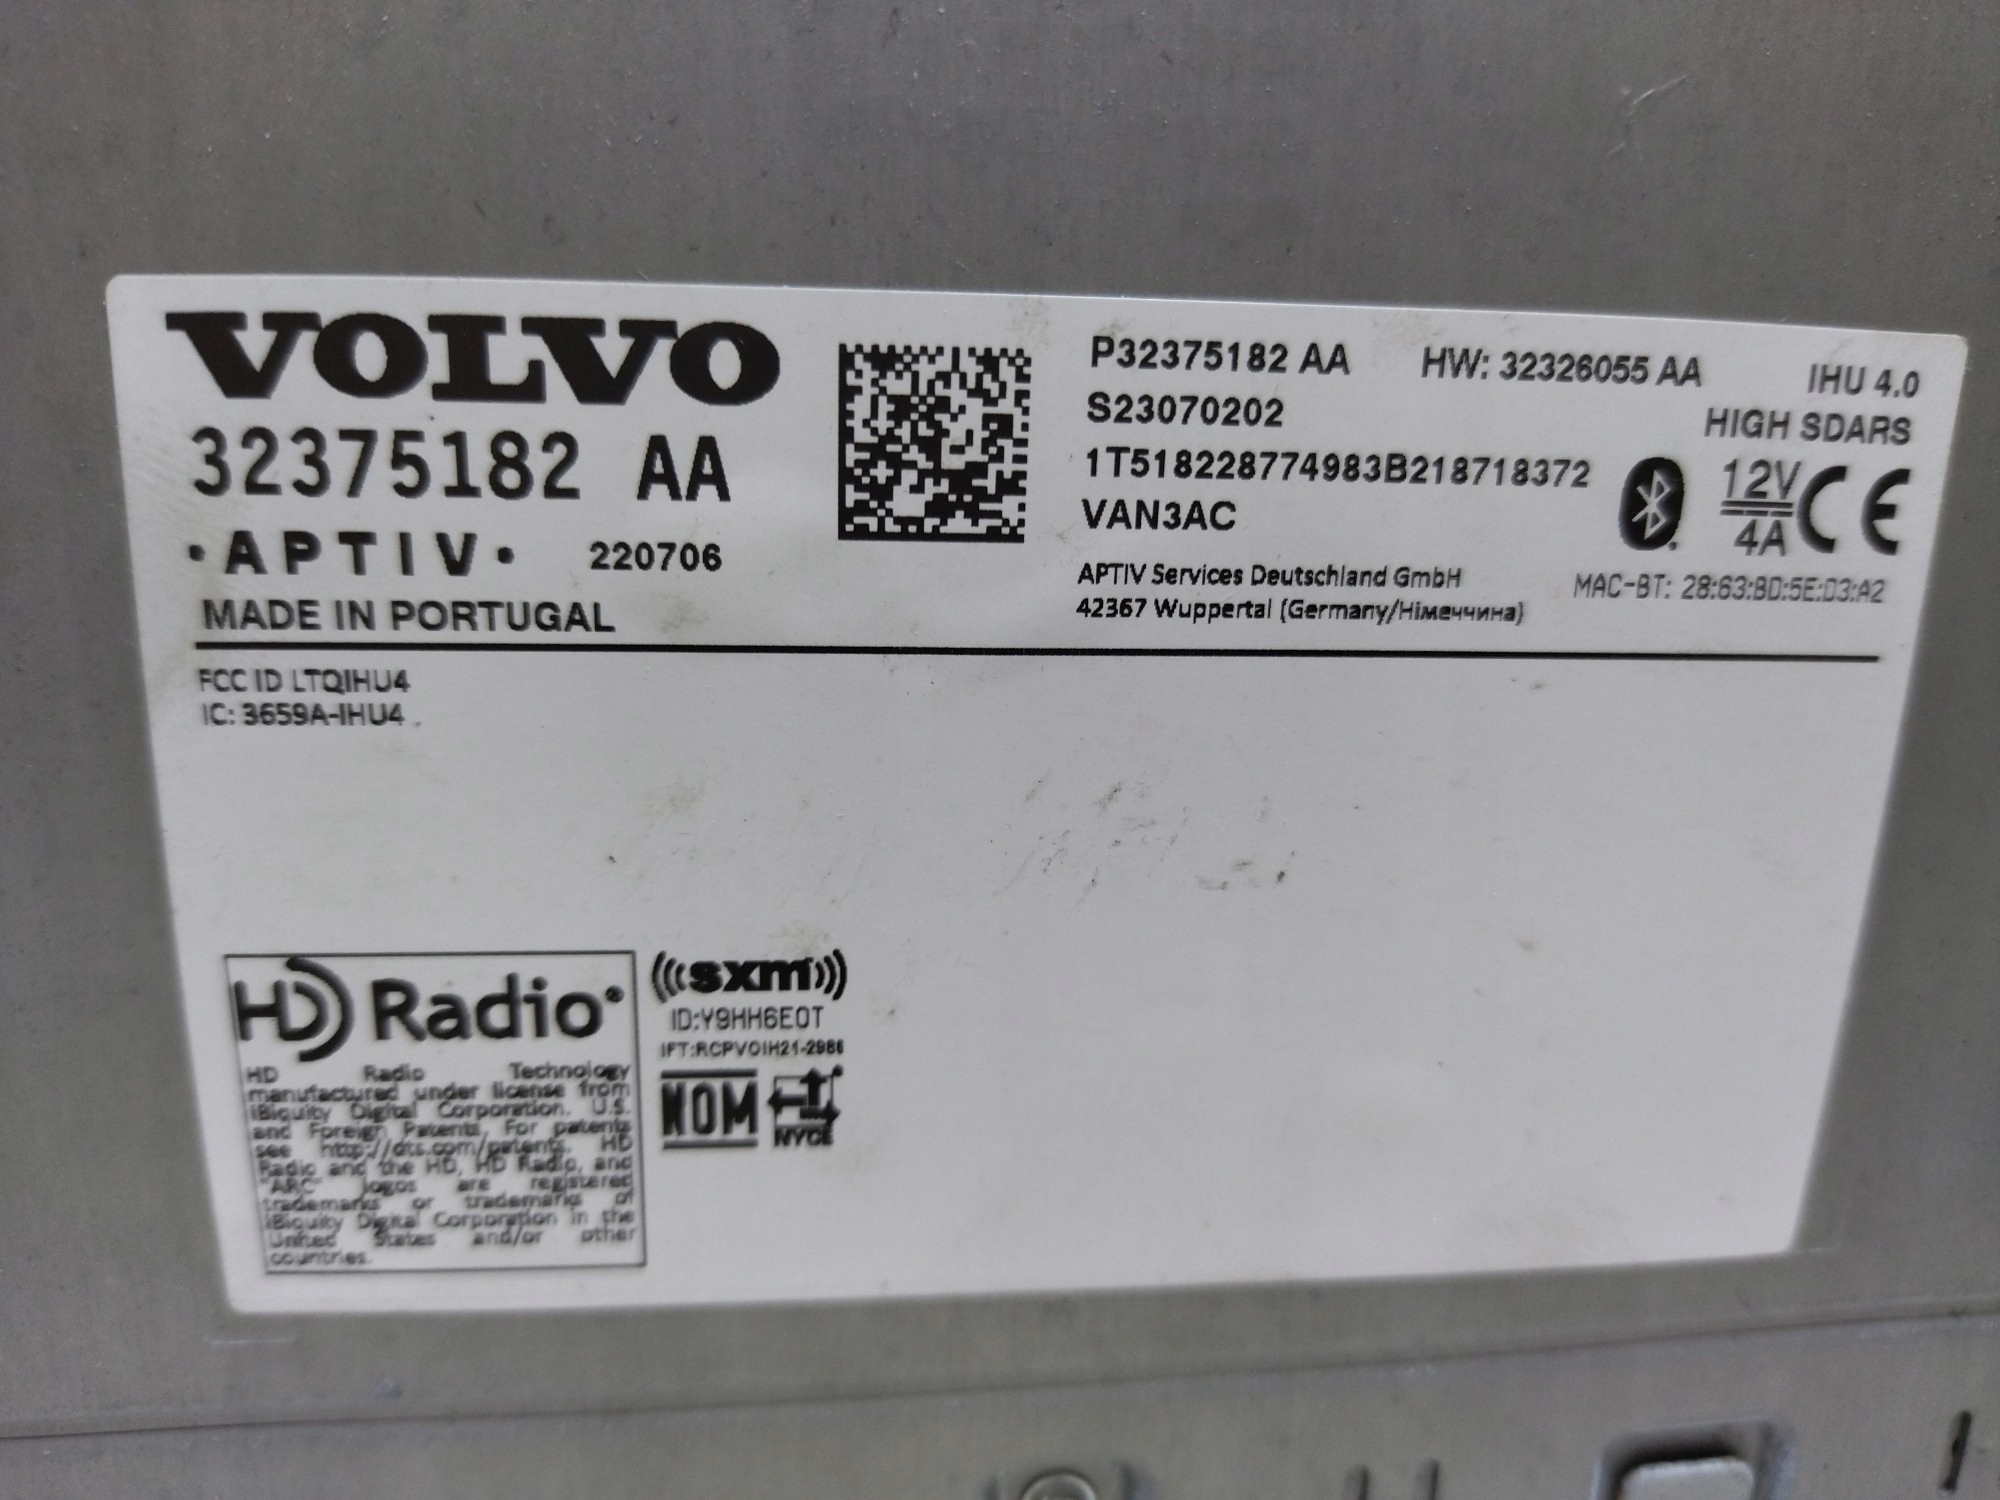 VOLVO
32375182 AA
•APTIV• 220706
MADE IN PORTUGAL
P32375182 AA HW: 32326055 AA IHU 4.0
S23070202 HIGH SDARS
1T518228774983B218718372
VAN3AC
12V
4A
CE
APTIV Services Deutschland GmbH
42367 Wuppertal (Germany/Німеччина)
MAC-BT: 28:63:BD:5E:D3:A2
FCC ID LTQIHU4
IC: 3659A-IHU4
HD Radio®
HD Radio Technology
manufactured under license from
iBiquity Digital Corporation. U.S.
and Foreign Patents. For patents
see http://dts.com/patents. HD
Radio and the HD, HD Radio, and
"ARC" logos are registered
trademarks or trademarks of
iBiquity Digital Corporation in the
United States and/or other
countries.
(((sxm)))
ID:Y9HH6E0T
IFT:RCPVOIH21-2986
NOM
NYCE